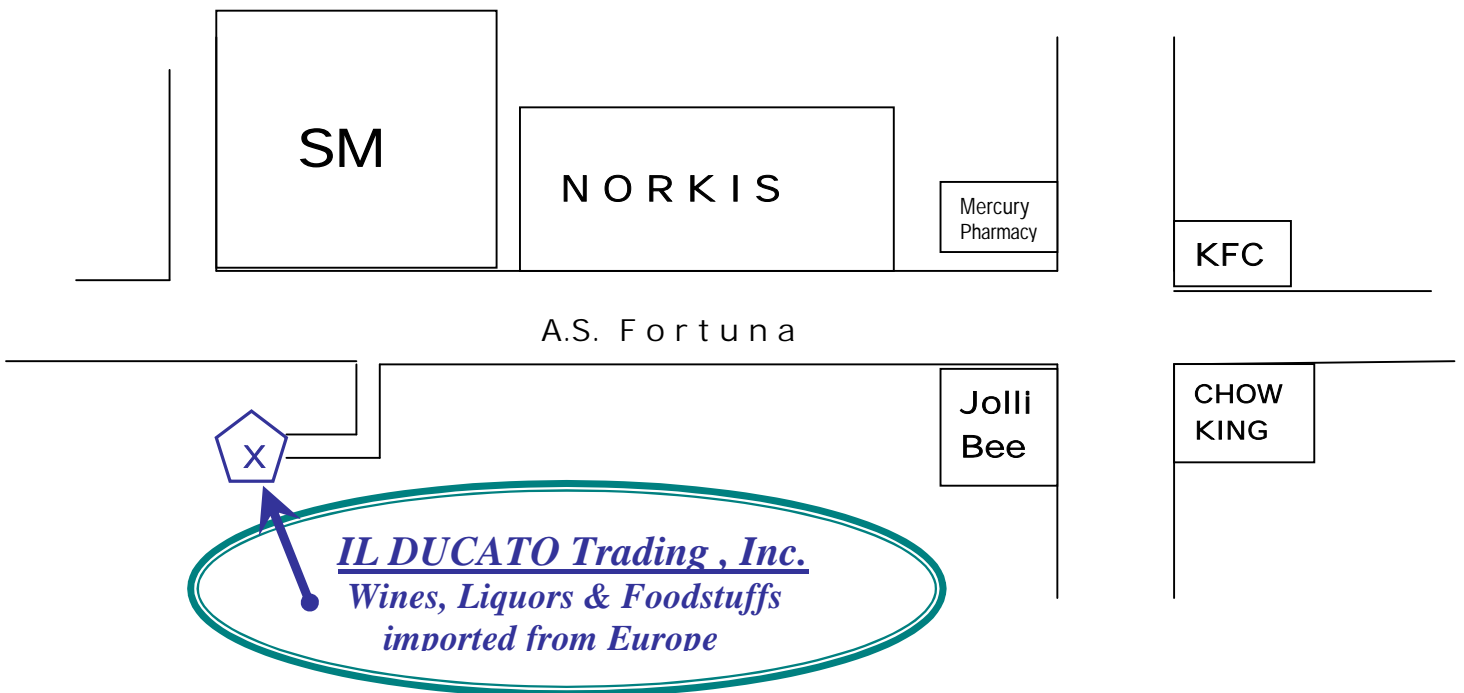 SM
NORKIS
Mercury
Pharmacy
KFC
A.S. Fortuna
Jolli
Bee
CHOW
KING
x
IL DUCATO Trading , Inc.
Wines, Liquors & Foodstuffs
imported from Europe